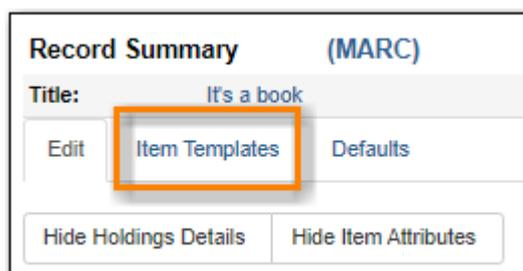 Record Summary (MARC)
Title: It's a book
Edit Item Templates Defaults
Hide Holdings Details Hide Item Attributes